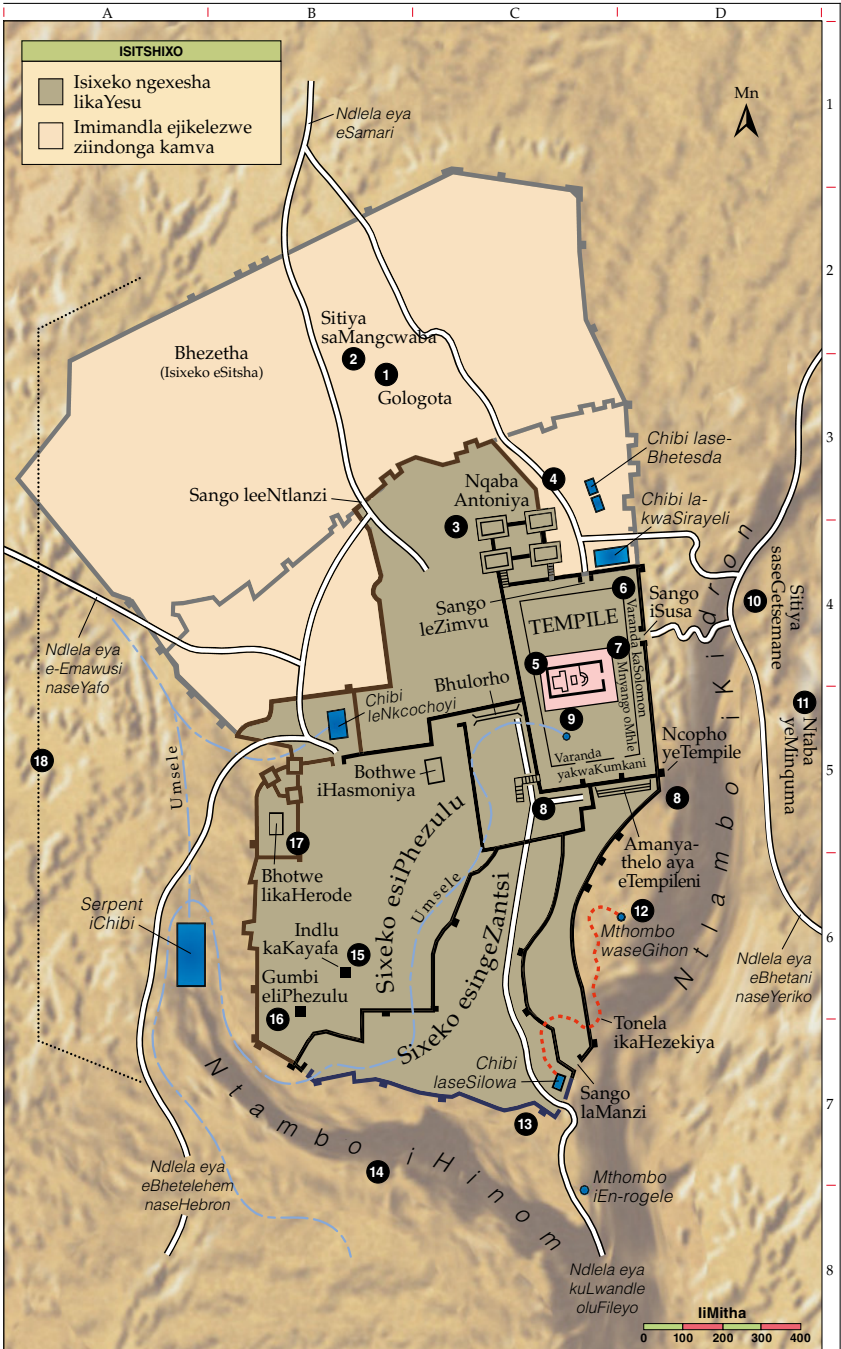 A
B
C
D
ISITSHIXO
Isixeko ngexesha
likaYesu
Imimandla ejikelezwe
ziindonga kamva
Mn
1
Ndlela eya
eSamari
2
Sitiya
saMangcwaba
Bhezetha
(Isixeko eSitsha)
2
1
Gologota
3
Chibi lase-
Bhetesda
Nqaba
Antoniya
4
Sango leeNtlanzi
Chibi la-
kwaSirayeli
3
10
Sitiya
saseGetsemane
4
Sango
iSusa
6
Sango
leZimvu
TEMPILE
Varanda kaSolomon
Mnyango oMhle
7
5
Ndlela eya
e-Emawusi
naseYafo
Bhulorho
Chibi
leNkcochoyi
9
11
Ntaba
yeMinquma
Ncopho
yeTempile
Varanda
yakwaKumkani
18
Umsele
5
Bothwe
iHasmoniya
8
8
Amanya-
thelo aya
eTempileni
17
Bhotwe
likaHerode
Sixeko esiPhezulu
Umsele
Sixeko esingeZantsi
Serpent
iChibi
12
Mthombo
waseGihon
6
Indlu
kaKayafa
15
Gumbi
eliPhezulu
16
Ndlela eya
eBhetani
naseYeriko
Ntlambo iKidron
Tonela
ikaHezekiya
Chibi
laseSilowa
Sango
laManzi
7
13
Ntambo iHinom
14
Ndlela eya
eBhetelehem
naseHebron
Mthombo
iEn-rogele
8
Ndlela eya
kuLwandle
oluFileyo
IiMitha
0 100 200 300 400